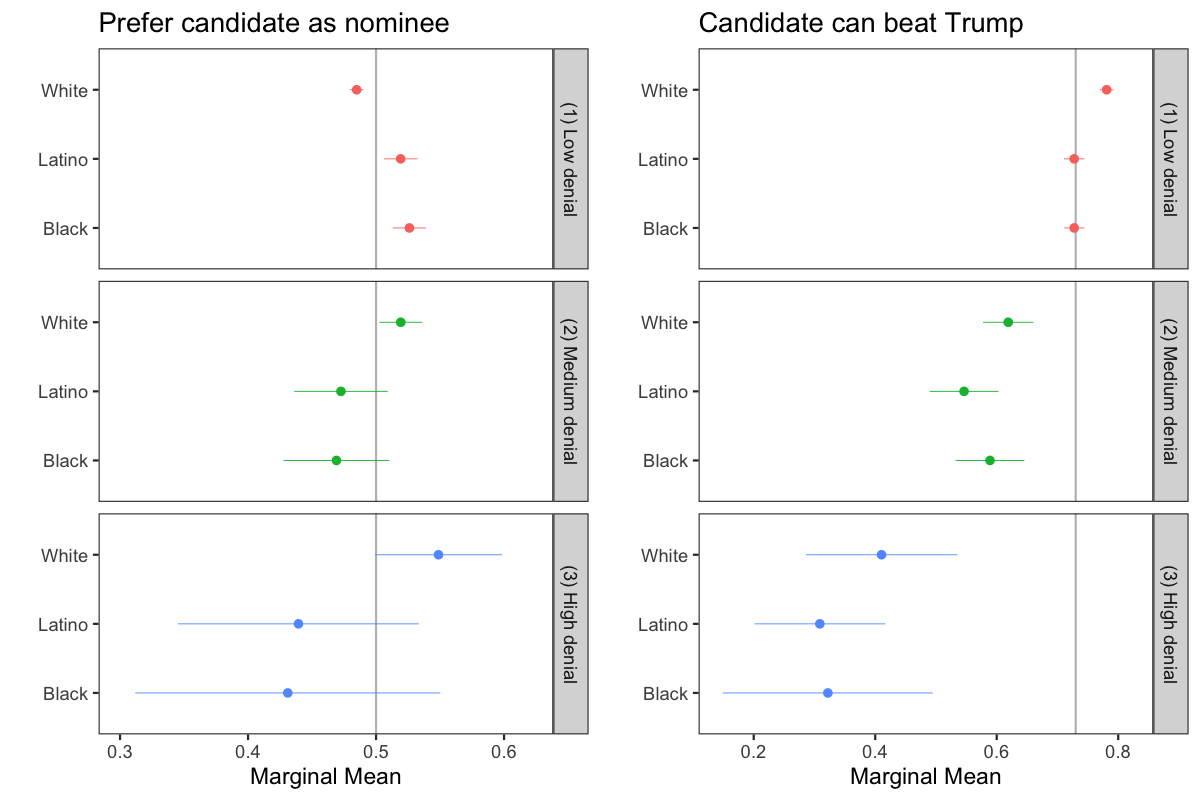 Prefer candidate as nominee
White
Latino
Black
(1) Low denial
White
Latino
Black
(2) Medium denial
White
Latino
Black
(3) High denial
0.3 0.4 0.5 0.6
Marginal Mean
Candidate can beat Trump
White
Latino
Black
(1) Low denial
White
Latino
Black
(2) Medium denial
White
Latino
Black
(3) High denial
0.2 0.4 0.6 0.8
Marginal Mean